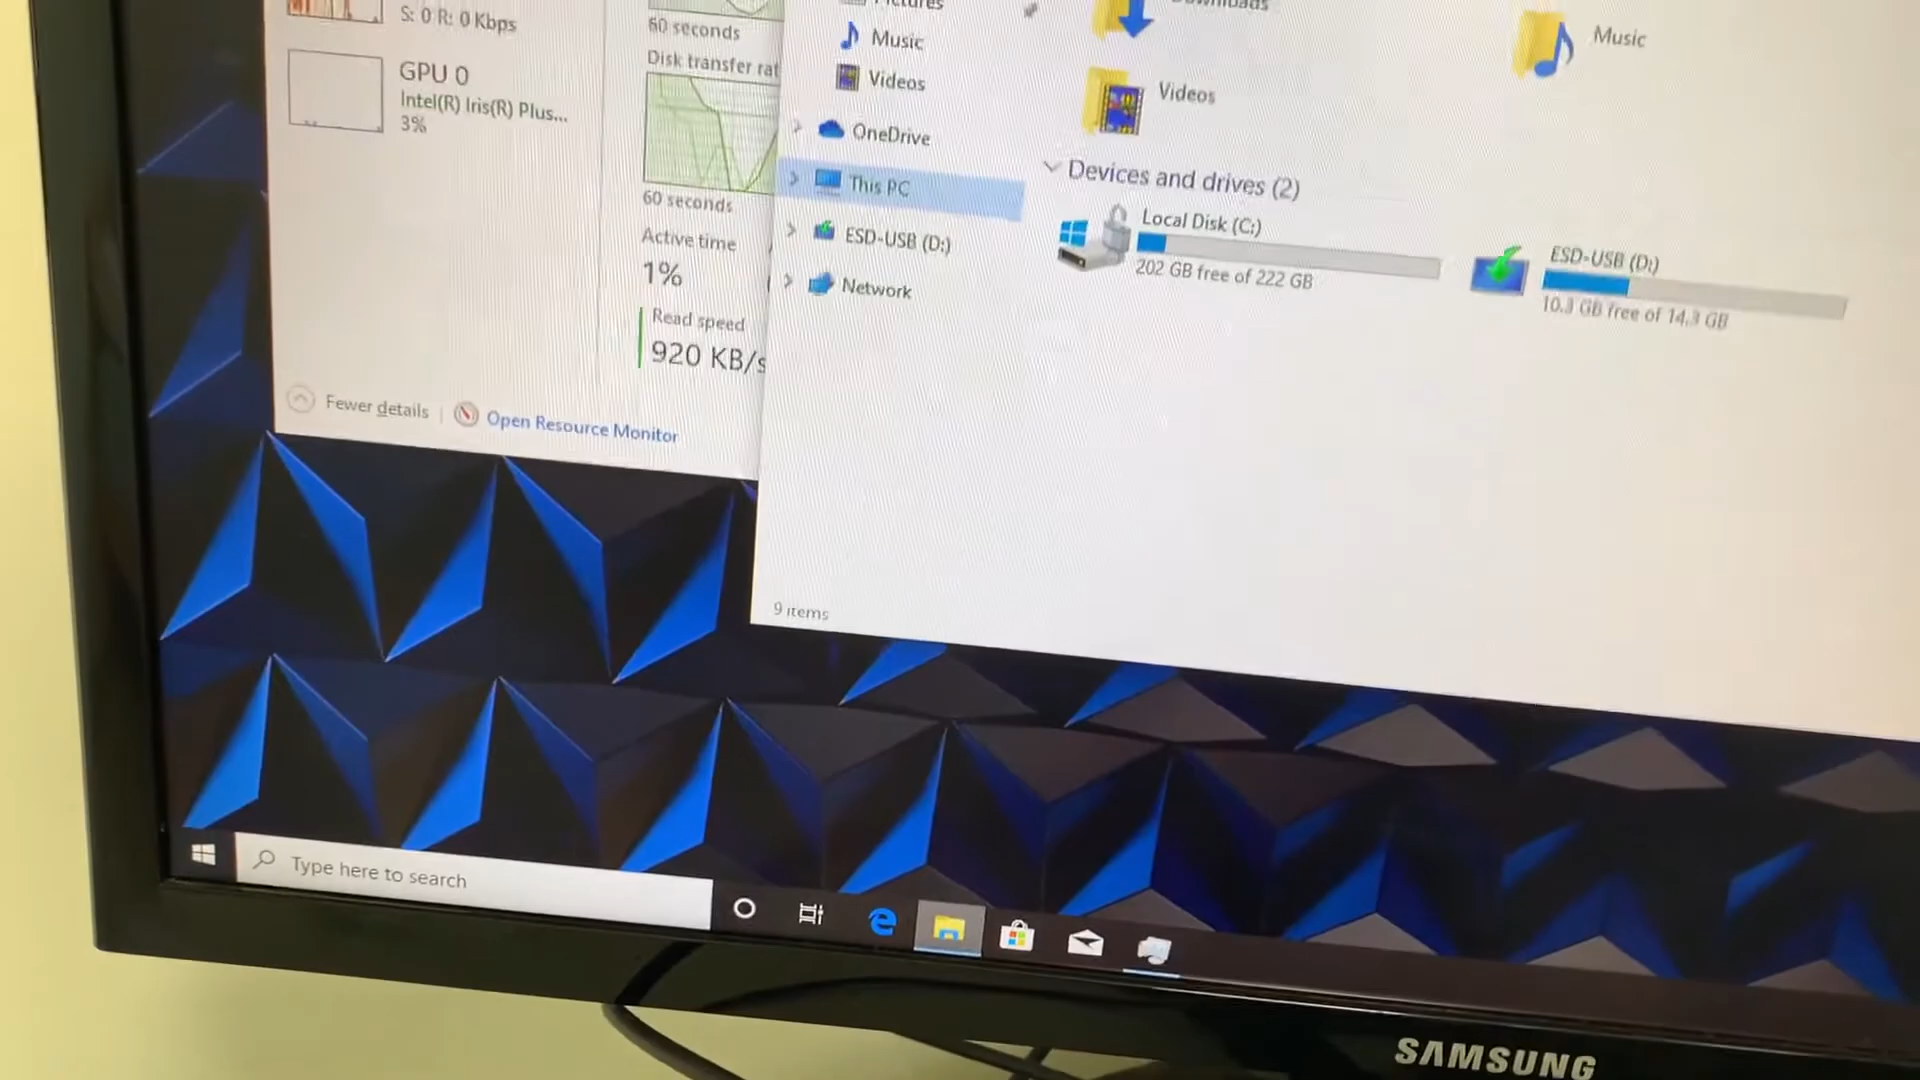 S: 0 R: 0 Kbps
GPU 0
Intel(R) Iris(R) Plus...
3%
60 seconds
Disk transfer rat
60 seconds
Active time
1%
Read speed
920 KB/s
Fewer details
Open Resource Monitor
Pictures
Music
Videos
OneDrive
This PC
ESD-USB (D:)
Network
Downloads
Music
Videos
Devices and drives (2)
Local Disk (C:)
202 GB free of 222 GB
ESD-USB (D:)
10.3 GB free of 14.3 GB
9 items
Type here to search
SAMSUNG